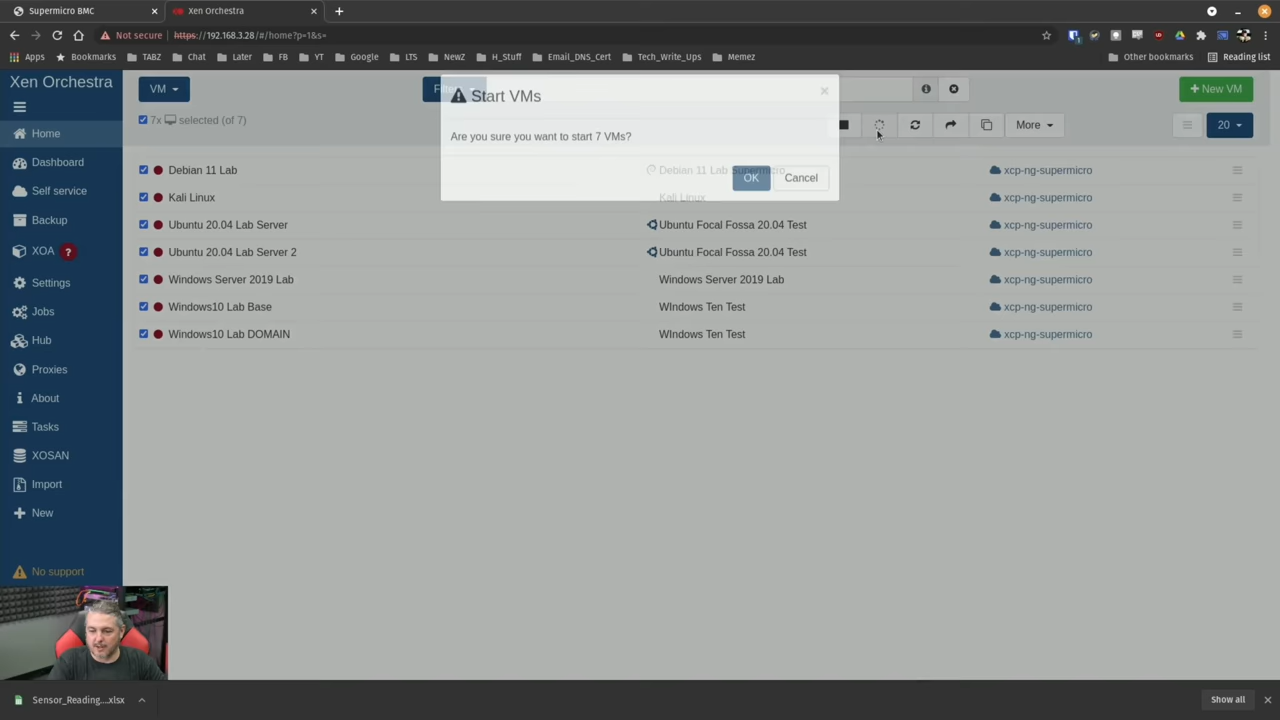 Supermicro BMC
Xen Orchestra
Not secure https://192.168.3.28/#/home?p=1&s=
Apps Bookmarks TABZ Chat Later FB YT Google LTS NewZ H_Stuff Email_DNS_Cert Tech_Write_Ups Memez Other bookmarks Reading list
Xen Orchestra
Home
Dashboard
Self service
Backup
XOA ?
Settings
Jobs
Hub
Proxies
About
Tasks
XOSAN
Import
New
No support
VM
New VM
7x selected (of 7)
More 20
Start VMs ×
Are you sure you want to start 7 VMs?
OK Cancel
Debian 11 Lab Debian 11 Lab Supermicro xcp-ng-supermicro
Kali Linux Kali Linux xcp-ng-supermicro
Ubuntu 20.04 Lab Server Ubuntu Focal Fossa 20.04 Test xcp-ng-supermicro
Ubuntu 20.04 Lab Server 2 Ubuntu Focal Fossa 20.04 Test xcp-ng-supermicro
Windows Server 2019 Lab Windows Server 2019 Lab xcp-ng-supermicro
Windows10 Lab Base WIndows Ten Test xcp-ng-supermicro
Windows10 Lab DOMAIN WIndows Ten Test xcp-ng-supermicro
Sensor_Reading....xlsx
Show all